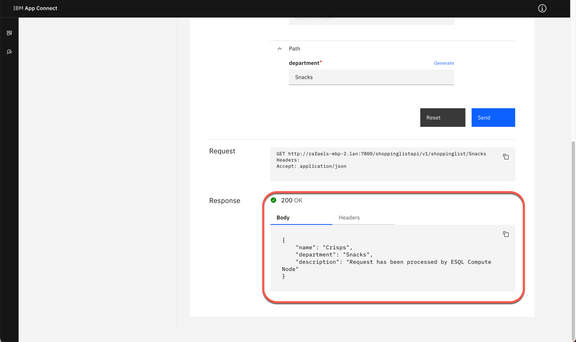 IBM App Connect
Path
department*
Generate
Snacks
Reset
Send
Request
GET http://rafaels-mbp-2.lan:7800/shoppinglistapi/v1/shoppinglist/Snacks
Headers:
Accept: application/json
Response
200 OK
Body
Headers
{
"name": "Crisps",
"department": "Snacks",
"description": "Request has been processed by ESQL Compute
Node"
}